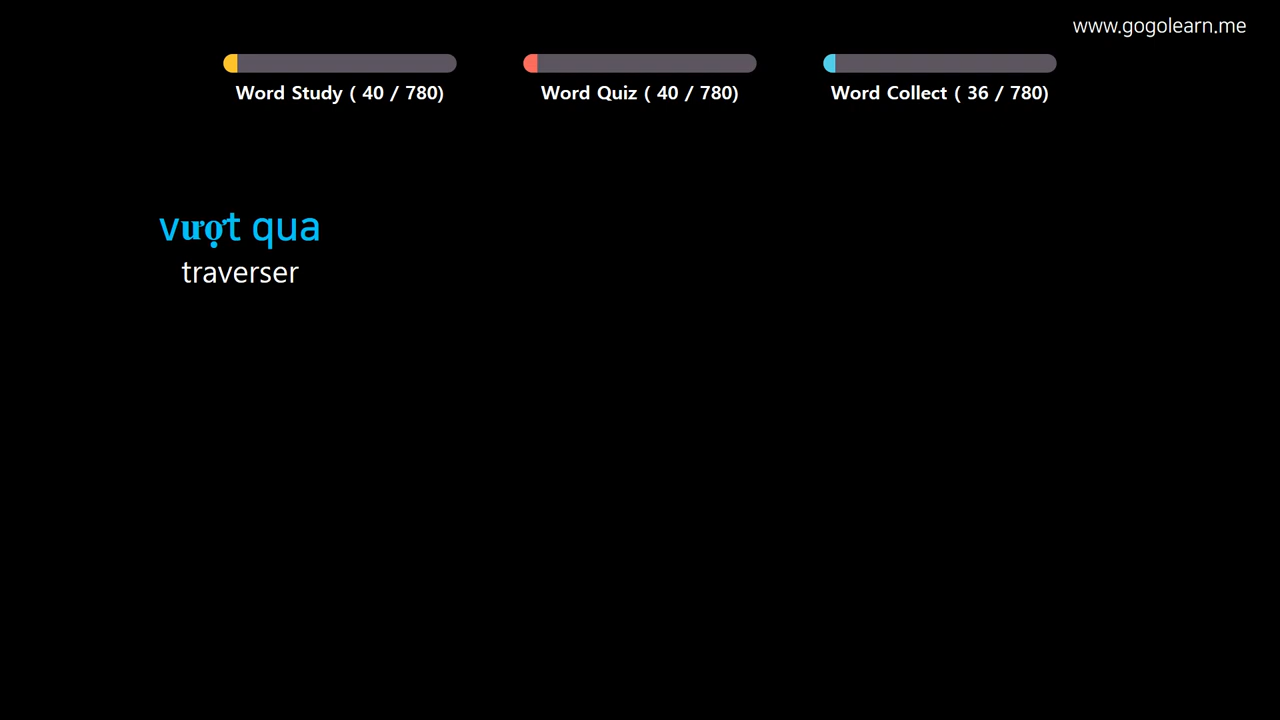 www.gogolearn.me
Word Study ( 40 / 780)
Word Quiz ( 40 / 780)
Word Collect ( 36 / 780)
vượt qua
traverser